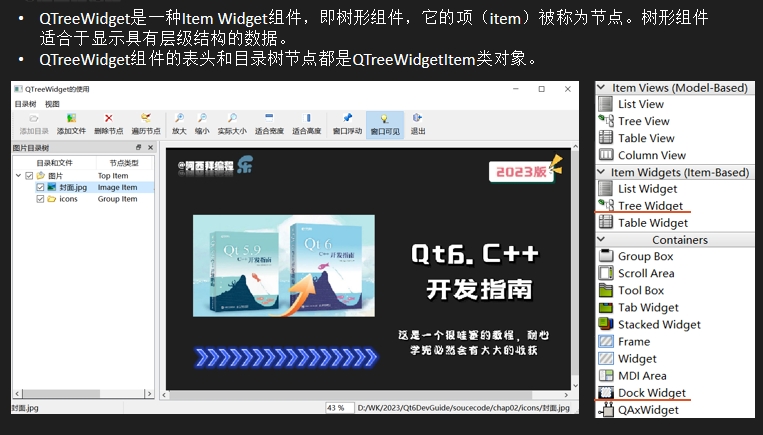 • QTreeWidget是一种Item Widget组件，即树形组件，它的项（item）被称为节点。树形组件
适合于显示具有层级结构的数据。
• QTreeWidget组件的表头和目录树节点都是QTreeWidgetItem类对象。
QTreeWidget的使用
目录树 视图
添加目录 添加文件 删除节点 遍历节点 放大 缩小 实际大小 适合宽度 适合高度 窗口浮动 窗口可见 退出
图片目录树
目录和文件 节点类型
图片 Top Item
封面.jpg Image Item
icons Group Item
2023版
Qt 5.9
C++开发指南
Qt 6
C++开发指南
Qt6.C++
开发指南
这是一个很哇塞的教程，耐心
学完必然会有大大的收获
封面.jpg 43 % D:/WK/2023/Qt6DevGuide/soucecode/chap02/icons/封面.jpg
Item Views (Model-Based)
List View
Tree View
Table View
Column View
Item Widgets (Item-Based)
List Widget
Tree Widget
Table Widget
Containers
Group Box
Scroll Area
Tool Box
Tab Widget
Stacked Widget
Frame
Widget
MDI Area
Dock Widget
QAxWidget